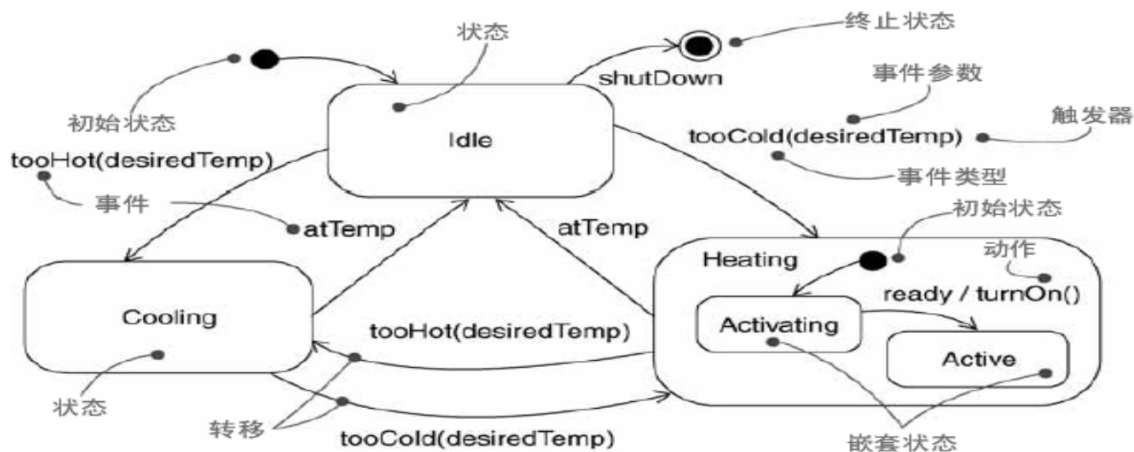 状态
终止状态
shutDown
事件参数
初始状态
Idle
tooCold(desiredTemp)
触发器
tooHot(desiredTemp)
事件类型
事件
atTemp
atTemp
初始状态
Heating
动作
ready / turnOn()
Cooling
tooHot(desiredTemp)
Activating
Active
状态
转移
tooCold(desiredTemp)
嵌套状态